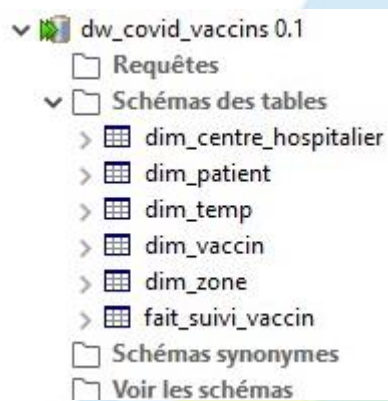 dw_covid_vaccins 0.1
Requêtes
Schémas des tables
dim_centre_hospitalier
dim_patient
dim_temp
dim_vaccin
dim_zone
fait_suivi_vaccin
Schémas synonymes
Voir les schémas